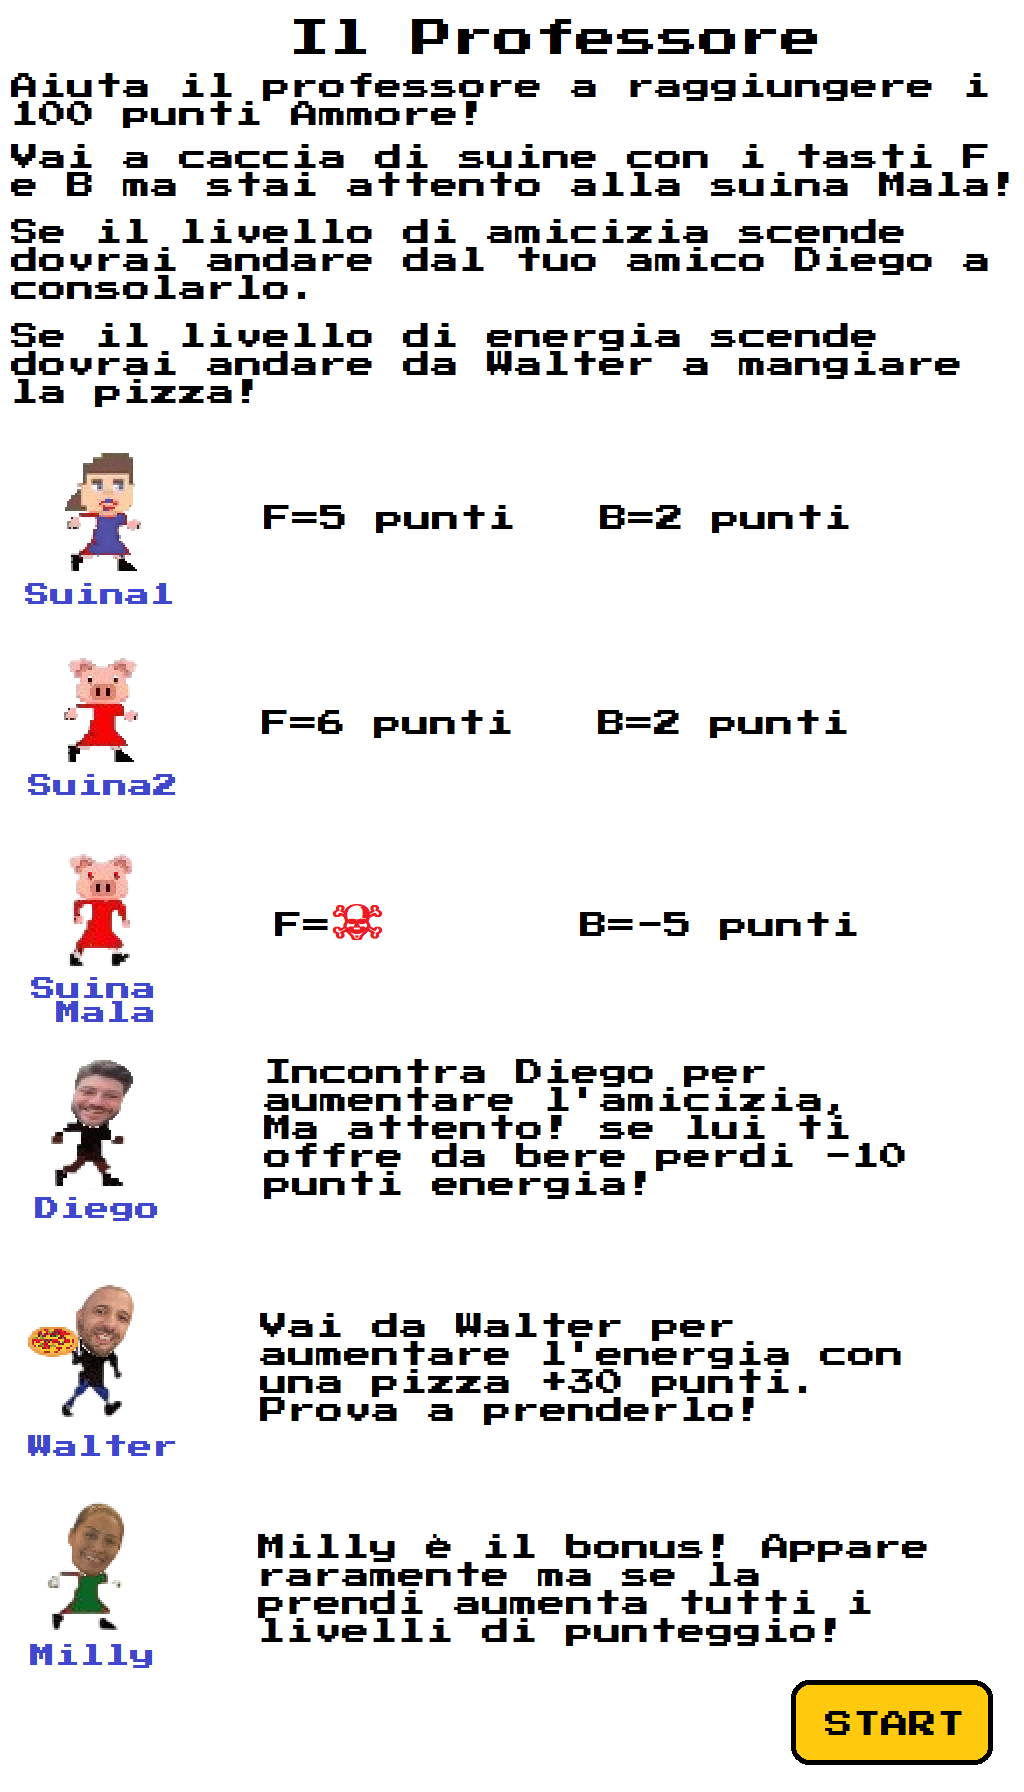 Il Professore
Aiuta il professore a raggiungere i
100 punti Ammore!
Vai a caccia di suine con i tasti F
e B ma stai attento alla suina Mala!
Se il livello di amicizia scende
dovrai andare dal tuo amico Diego a
consolarlo.
Se il livello di energia scende
dovrai andare da Walter a mangiare
la pizza!
F=5 punti B=2 punti
Suina1
F=6 punti B=2 punti
Suina2
F= B=-5 punti
Suina
Mala
Incontra Diego per
aumentare l'amicizia,
Ma attento! se lui ti
offre da bere perdi -10
punti energia!
Diego
Vai da Walter per
aumentare l'energia con
una pizza +30 punti.
Prova a prenderlo!
Walter
Milly è il bonus! Appare
raramente ma se la
prendi aumenta tutti i
livelli di punteggio!
Milly
START